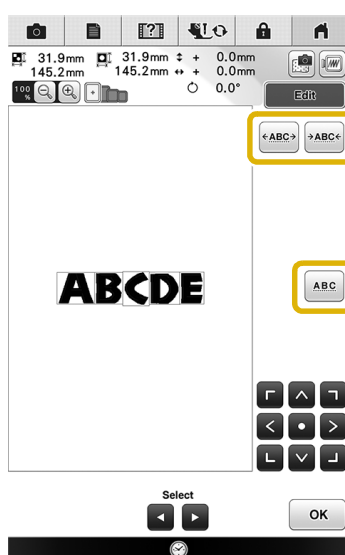 31.9mm 31.9mm + 0.0mm
145.2mm 145.2mm + 0.0mm
100 % 0.0°
Edit
ABC ABC
ABCDE
ABC
Select
OK